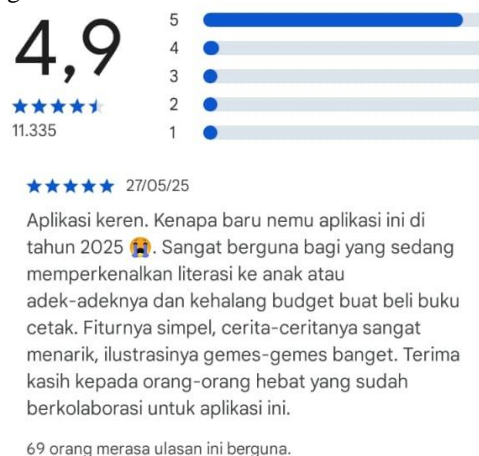 4,9
5
4
3
2
1
11.335
27/05/25
Aplikasi keren. Kenapa baru nemu aplikasi ini di
tahun 2025 😭. Sangat berguna bagi yang sedang
memperkenalkan literasi ke anak atau
adek-adeknya dan kehalang budget buat beli buku
cetak. Fiturnya simpel, cerita-ceritanya sangat
menarik, ilustrasinya gemes-gemes banget. Terima
kasih kepada orang-orang hebat yang sudah
berkolaborasi untuk aplikasi ini.
69 orang merasa ulasan ini berguna.